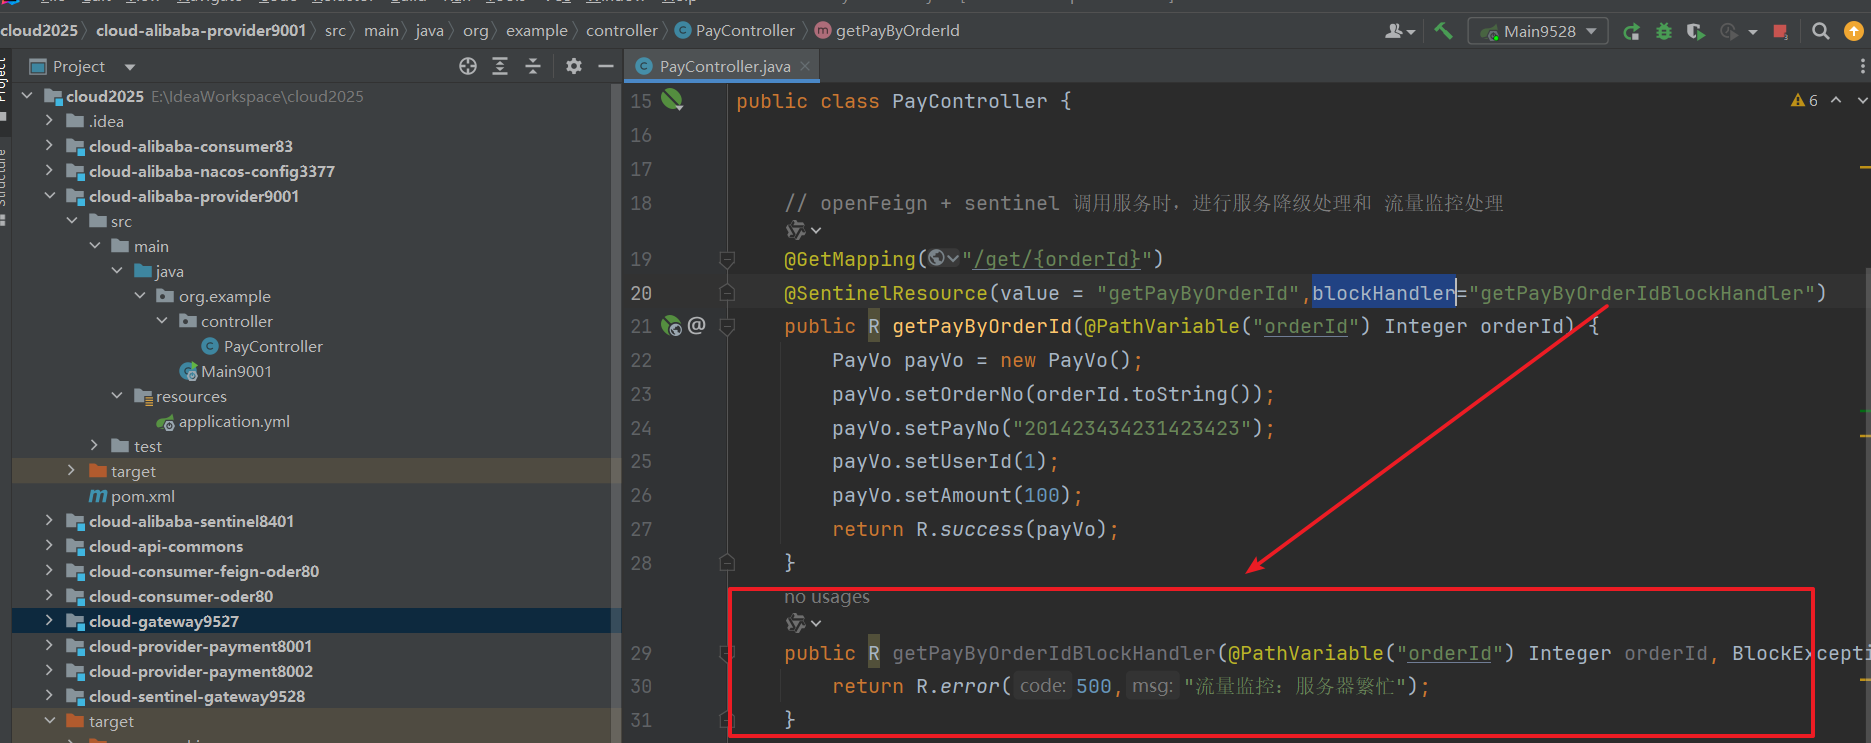 cloud2025 〉 cloud-alibaba-provider9001 〉 src 〉 main 〉 java 〉 org 〉 example 〉 controller 〉 PayController 〉 getPayByOrderId
Main9528
Project
Project
PayController.java
cloud2025 E:\IdeaWorkspace\cloud2025
.idea
cloud-alibaba-consumer83
cloud-alibaba-nacos-config3377
cloud-alibaba-provider9001
src
main
java
org.example
controller
PayController
Main9001
resources
application.yml
test
target
pom.xml
cloud-alibaba-sentinel8401
cloud-api-commons
cloud-consumer-feign-oder80
cloud-consumer-oder80
cloud-gateway9527
cloud-provider-payment8001
cloud-provider-payment8002
cloud-sentinel-gateway9528
target
Structure
6
15 public class PayController {
16
17
18 // openFeign + sentinel 调用服务时，进行服务降级处理和 流量监控处理
19 @GetMapping("/get/{orderId}")
20 @SentinelResource(value = "getPayByOrderId",blockHandler="getPayByOrderIdBlockHandler")
21 @ public R getPayByOrderId(@PathVariable("orderId") Integer orderId) {
22 PayVo payVo = new PayVo();
23 payVo.setOrderNo(orderId.toString());
24 payVo.setPayNo("201423434231423423");
25 payVo.setUserId(1);
26 payVo.setAmount(100);
27 return R.success(payVo);
28 }
no usages
29 public R getPayByOrderIdBlockHandler(@PathVariable("orderId") Integer orderId, BlockExcepti
30 return R.error( code: 500, msg: "流量监控：服务器繁忙");
31 }